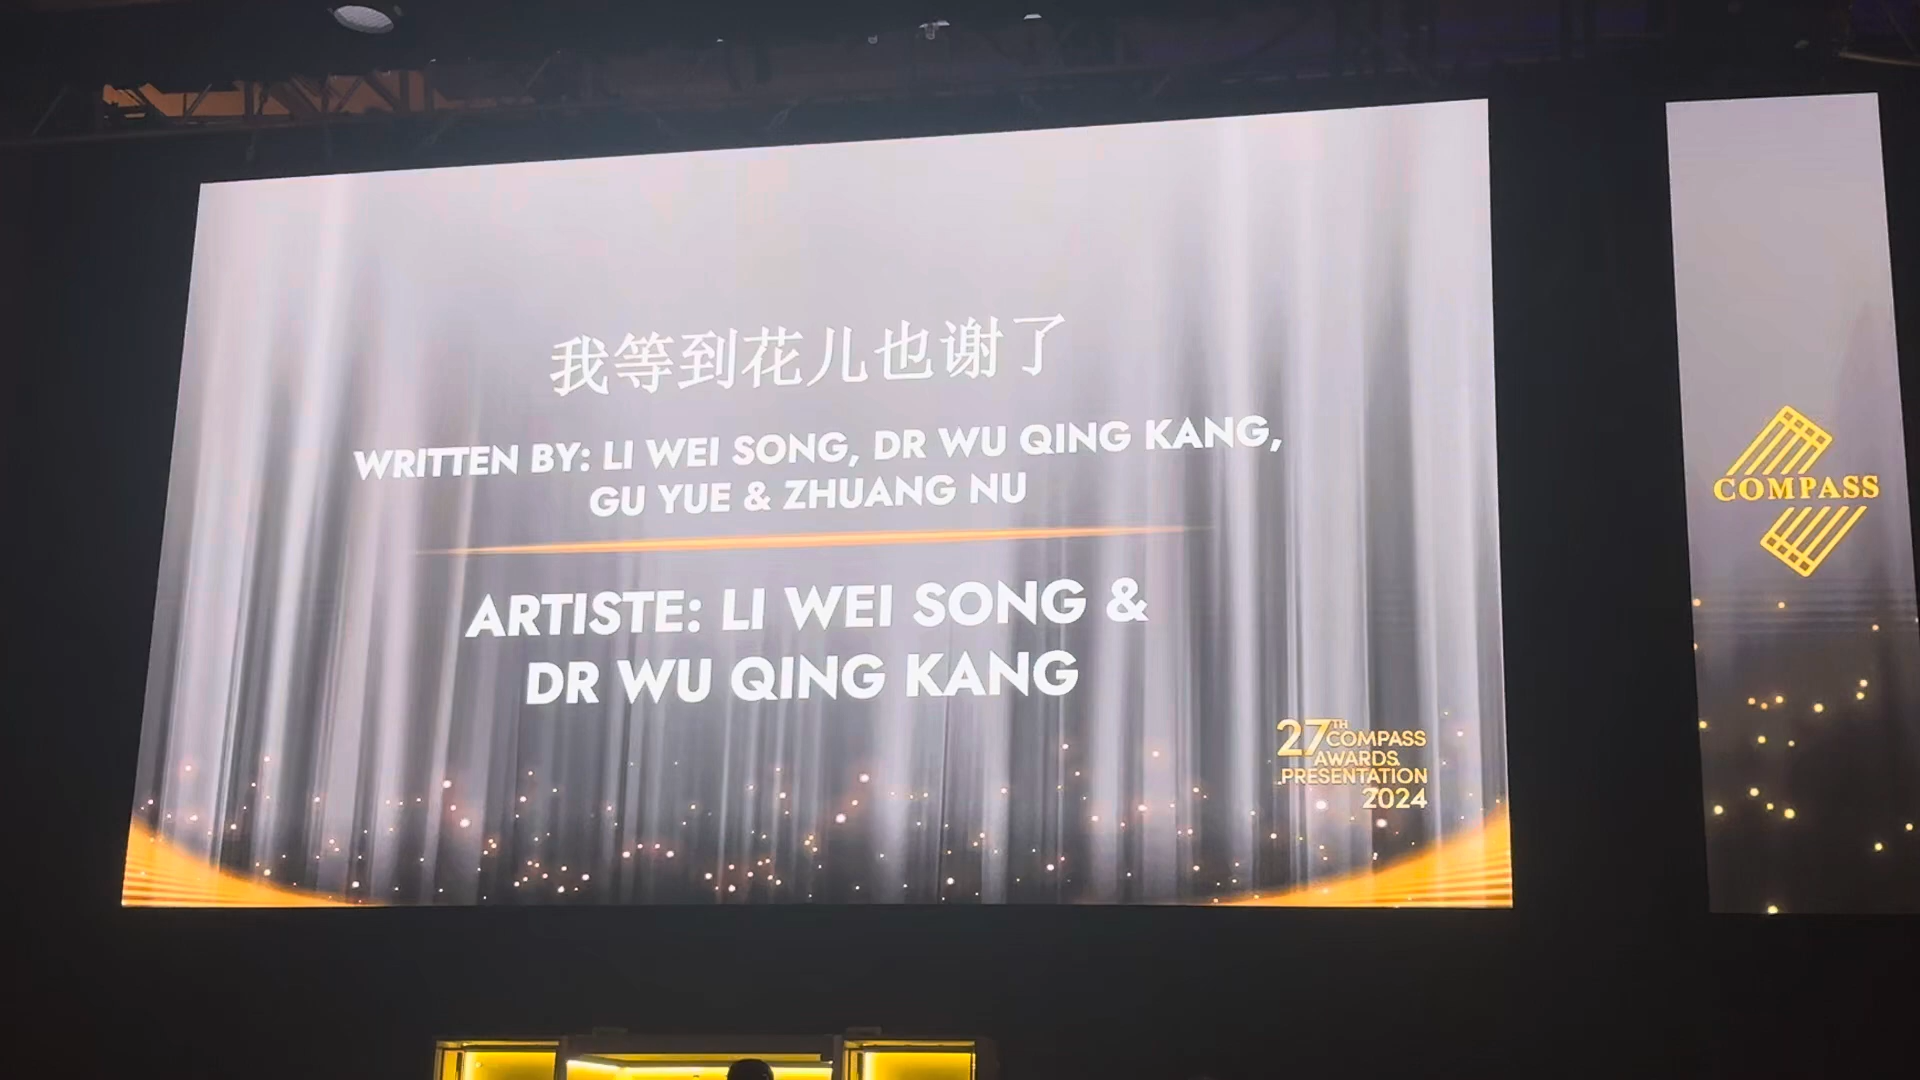 我等到花儿也谢了
WRITTEN BY: LI WEI SONG, DR WU QING KANG,
GU YUE & ZHUANG NU
ARTISTE: LI WEI SONG &
DR WU QING KANG
27TH COMPASS
AWARDS
PRESENTATION
2024
COMPASS